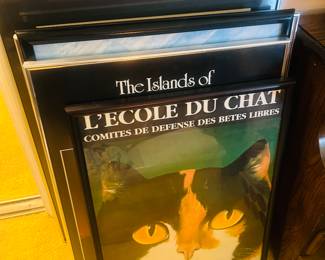 The Islands of
L'ECOLE DU CHAT
COMITES DE DEFENSE DES BETES LIBRES